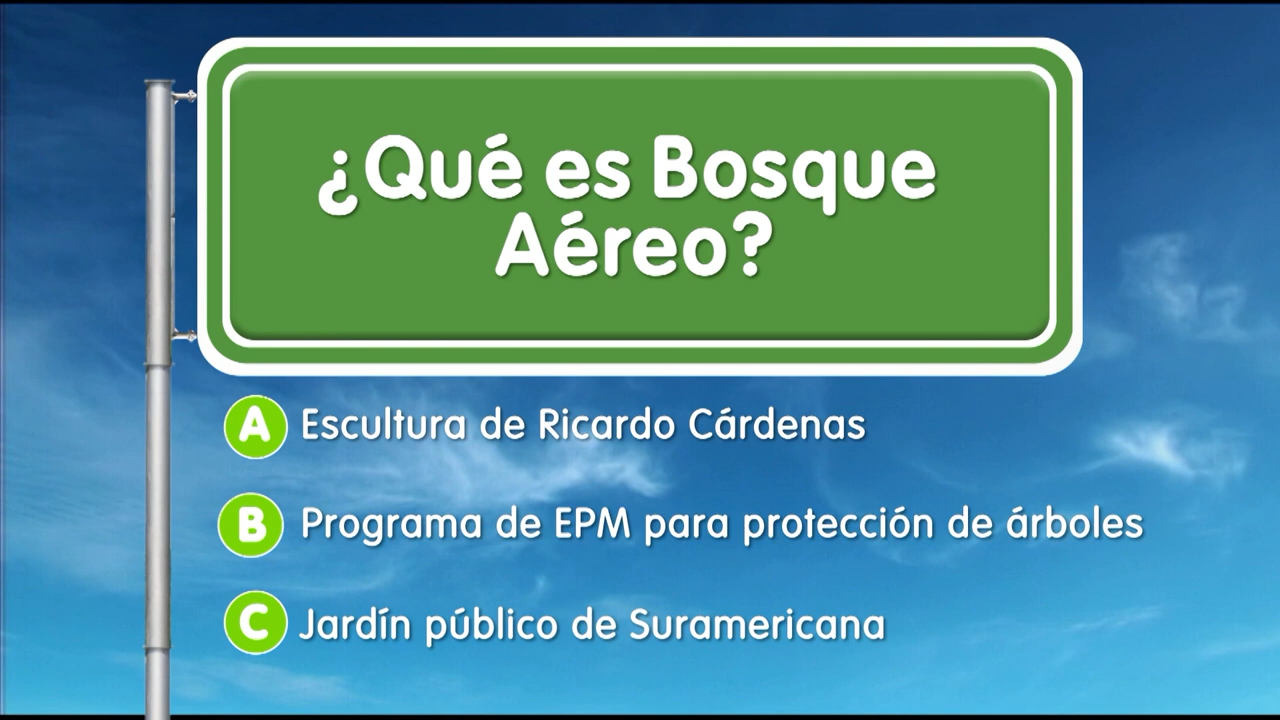 ¿Qué es Bosque
Aéreo?
A Escultura de Ricardo Cárdenas
B Programa de EPM para protección de árboles
C Jardín público de Suramericana